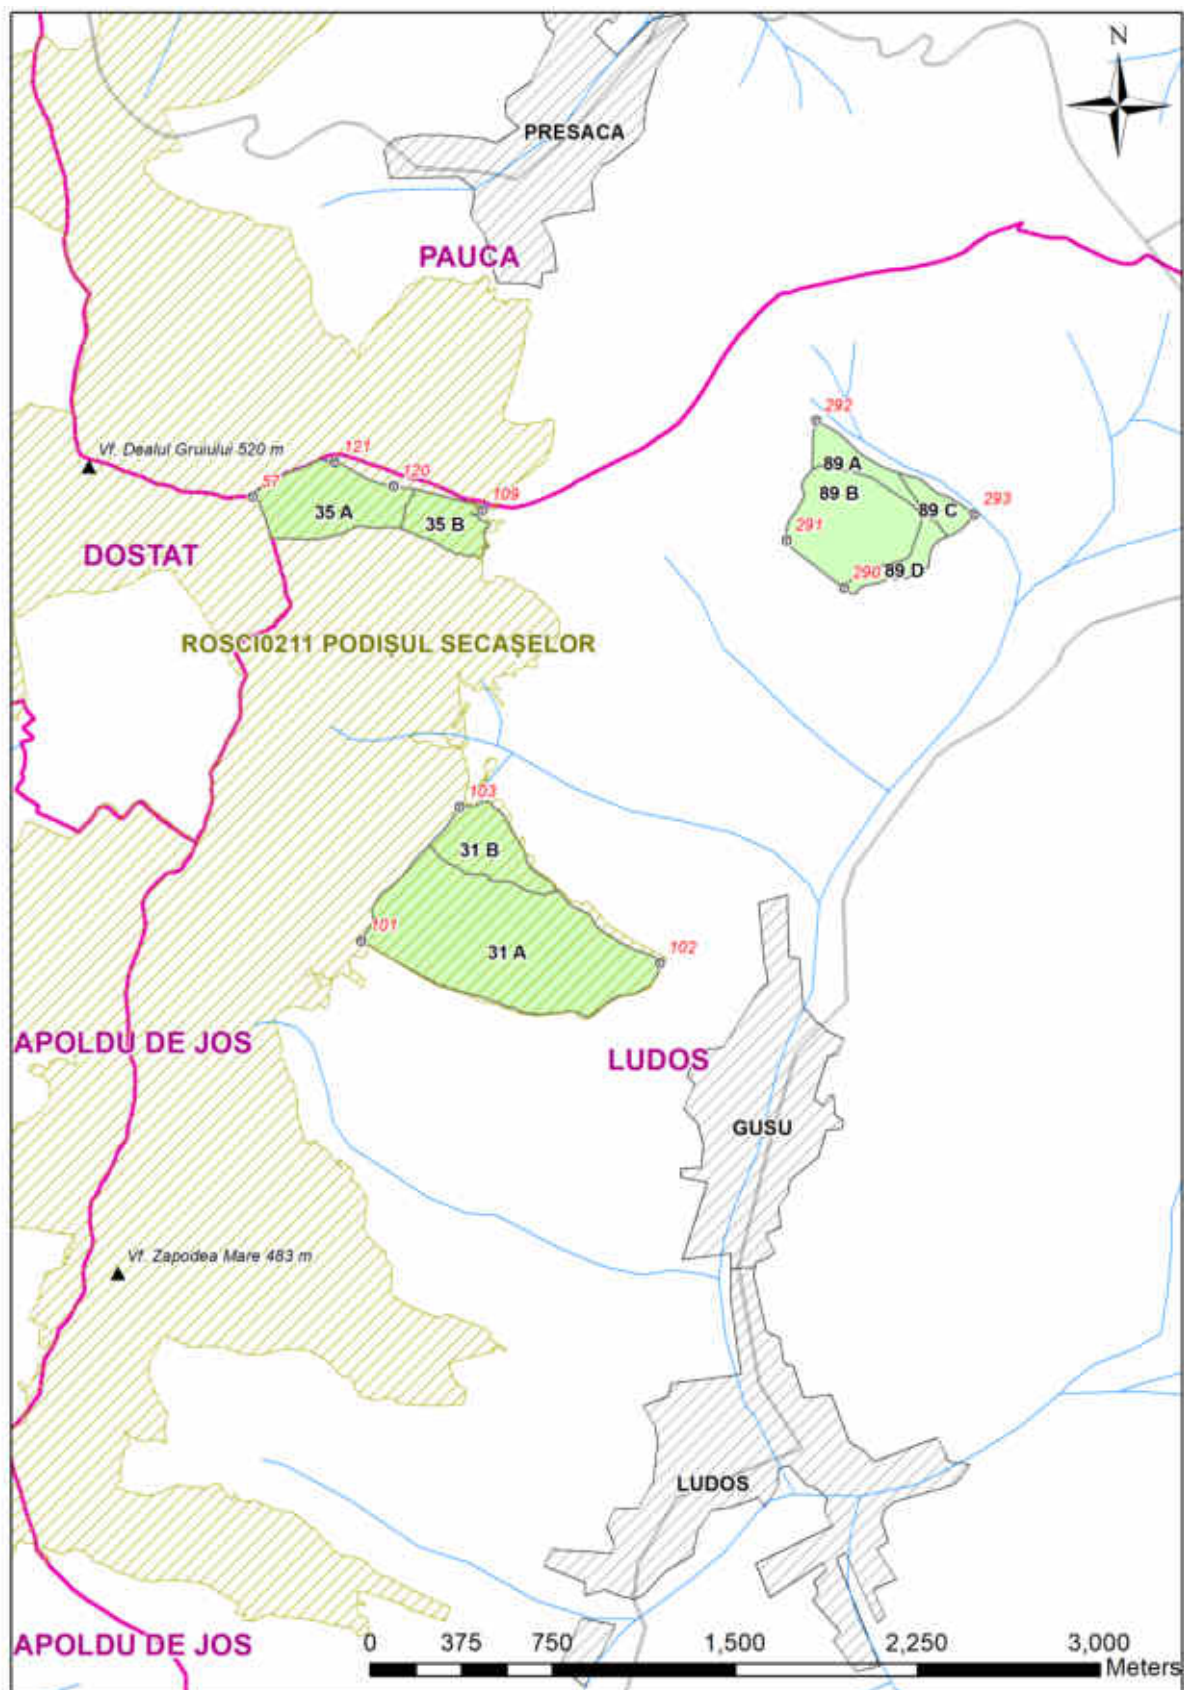 N
PRESACA
PAUCA
292
Vf. Dealul Gruiului 520 m
121
89 A
120
57
89 B
109
293
35 A
35 B
89 C
291
DOSTAT
290
89 D
ROSCI0211 PODIȘUL SECAȘELOR
103
31 B
101
102
31 A
APOLDU DE JOS
LUDOS
GUSU
Vf. Zapodea Mare 483 m
LUDOS
APOLDU DE JOS
0 375 750 1,500 2,250 3,000
Meters